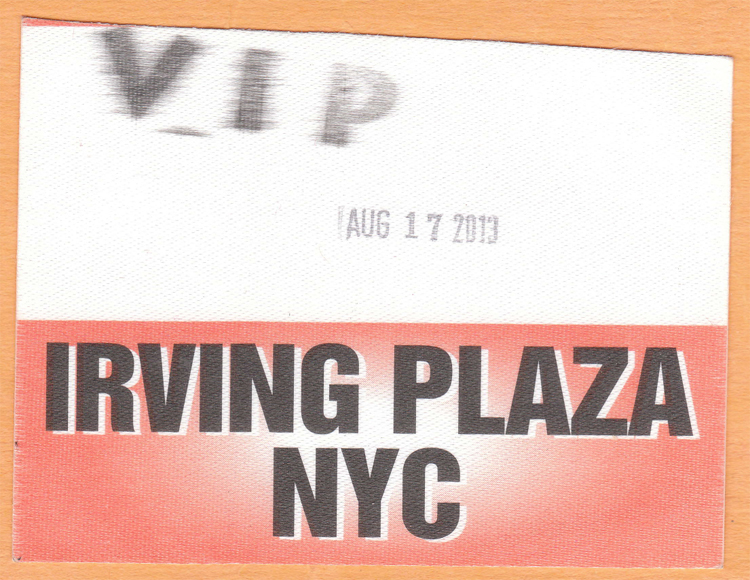 VIP
AUG 17 2013
IRVING PLAZA
NYC